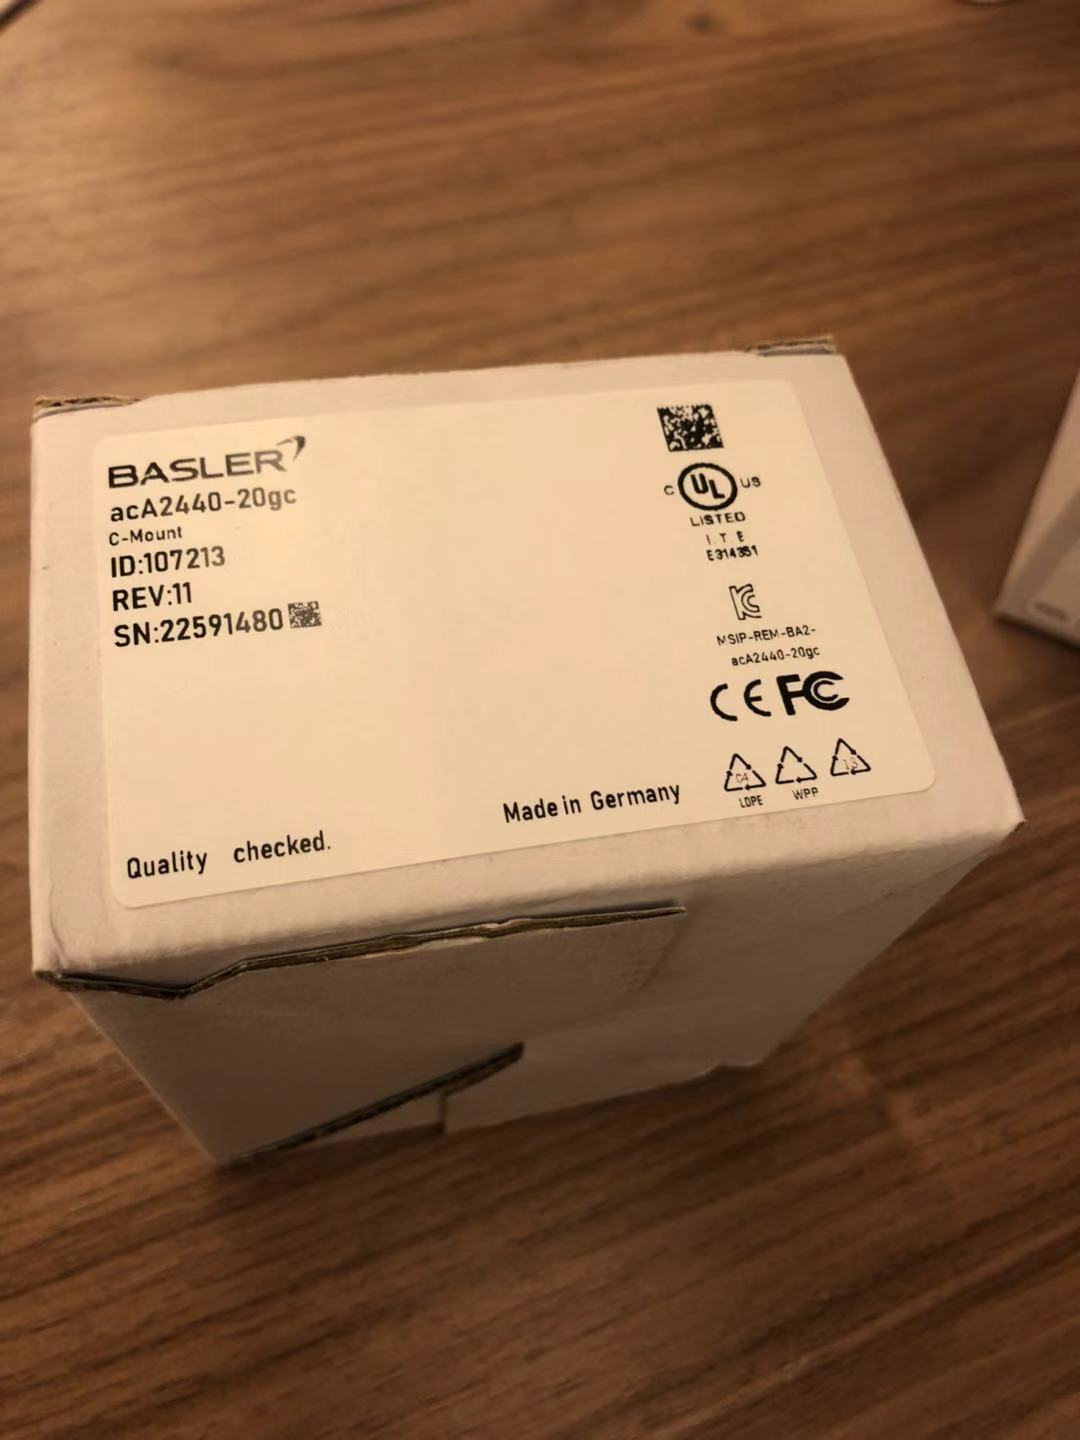 BASLER
acA2440-20gc
C-Mount
ID:107213
REV:11
SN:22591480
Quality checked.
Made in Germany
C UL US
LISTED
I.T.E
E314351
MSIP-REM-BA2-
acA2440-20gc
CE FC
04
LDPE
WPP